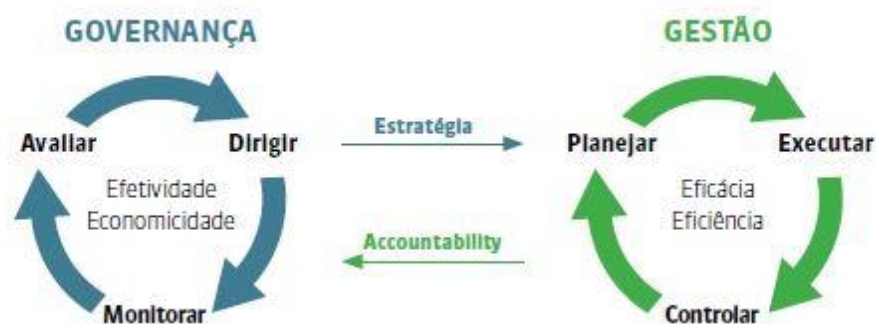 GOVERNANÇA
Avaliar
Dirigir
Efetividade
Economicidade
Monitorar
Estratégia
Accountability
GESTÃO
Planejar
Executar
Eficácia
Eficiência
Controlar